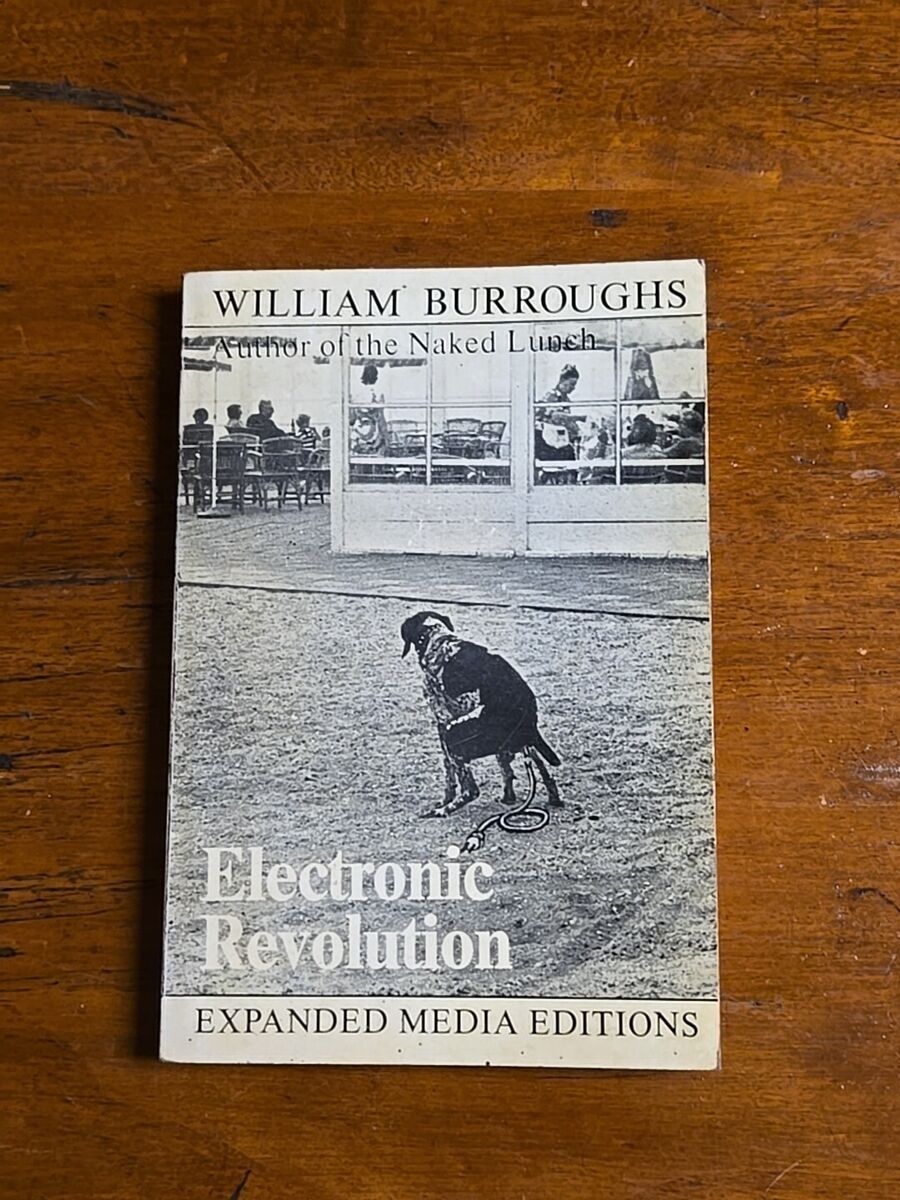 WILLIAM BURROUGHS
Author of the Naked Lunch
Electronic
Revolution
EXPANDED MEDIA EDITIONS